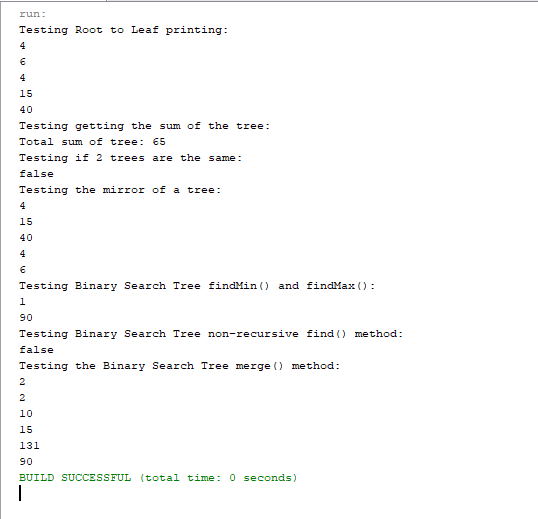 run:
Testing Root to Leaf printing:
4
6
4
15
40
Testing getting the sum of the tree:
Total sum of tree: 65
Testing if 2 trees are the same:
false
Testing the mirror of a tree:
4
15
40
4
6
Testing Binary Search Tree findMin() and findMax():
1
90
Testing Binary Search Tree non-recursive find() method:
false
Testing the Binary Search Tree merge() method:
2
2
10
15
131
90
BUILD SUCCESSFUL (total time: 0 seconds)